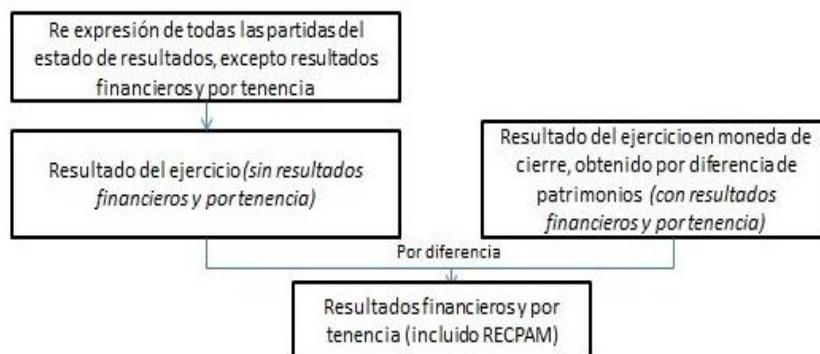 Re expresión de todas las partidas del
estado de resultados, excepto resultados
financieros y por tenencia
Resultado del ejercicio (sin resultados
financieros y por tenencia)
Resultado del ejercicio en moneda de
cierre, obtenido por diferencia de
patrimonios (con resultados
financieros y por tenencia)
Por diferencia
Resultados financieros y por
tenencia (incluido RECPAM)